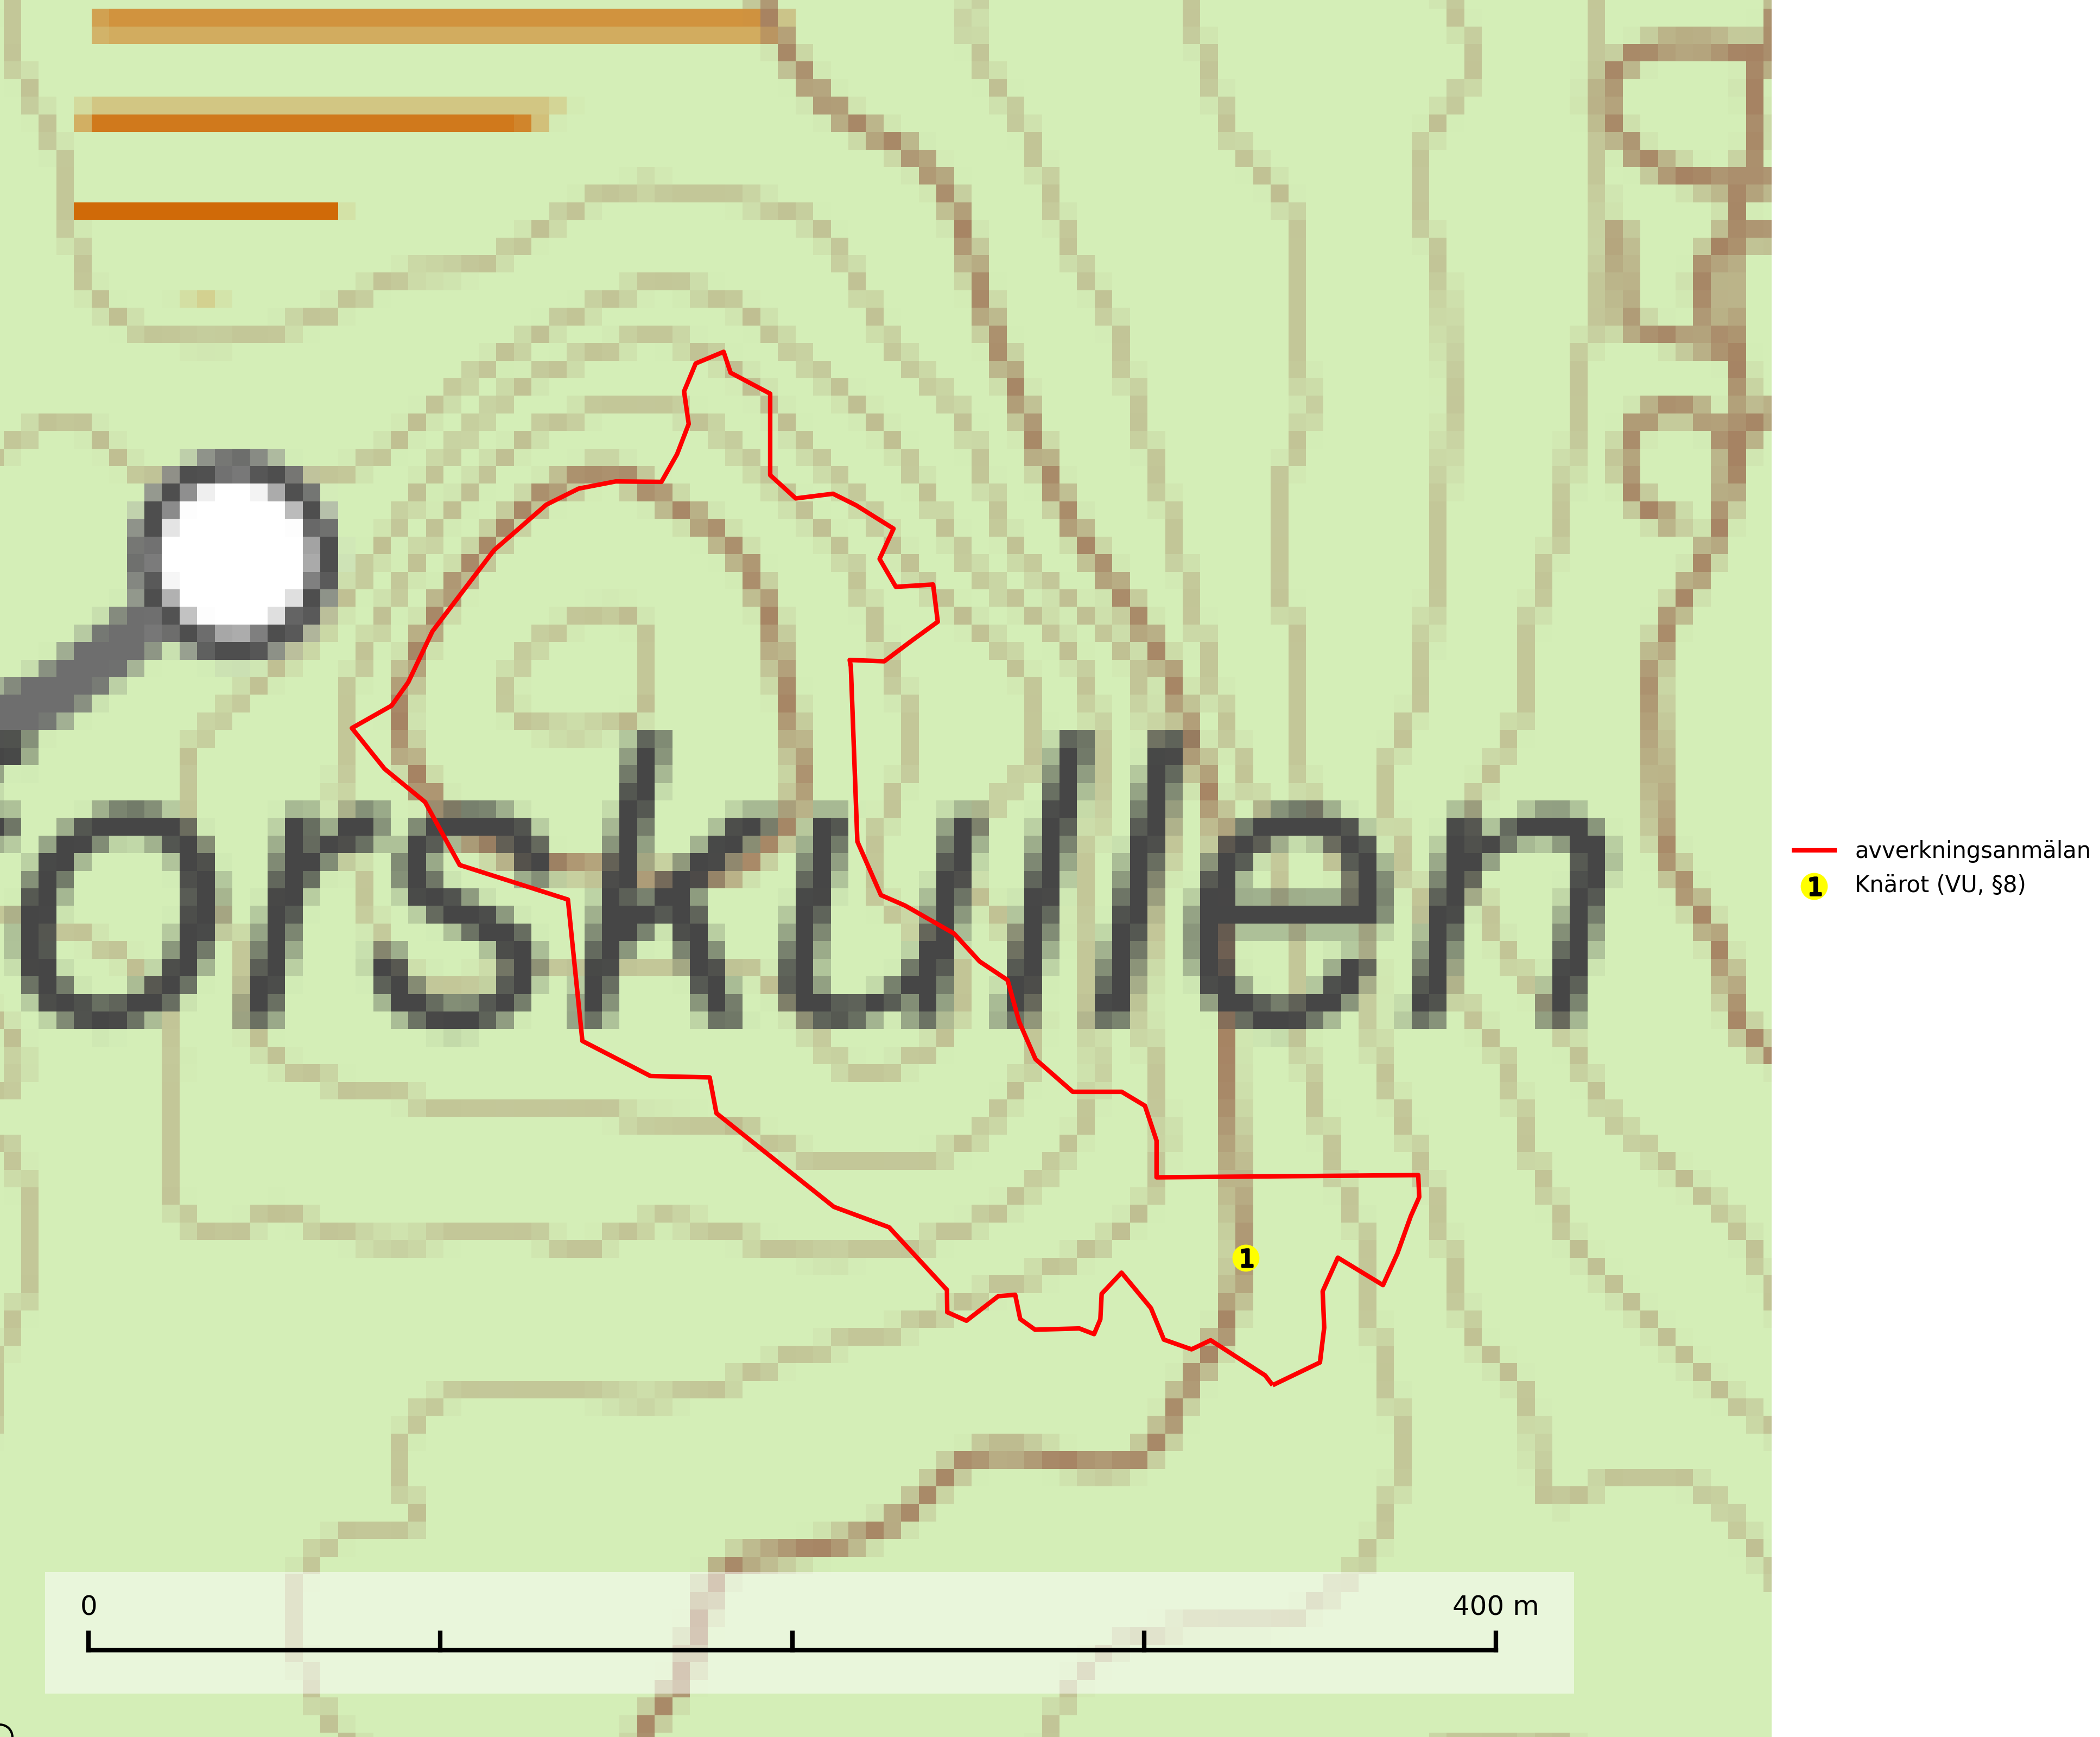 orskullen
avverkningsanmälan
1 Knärot (VU, §8)
1
0 400 m